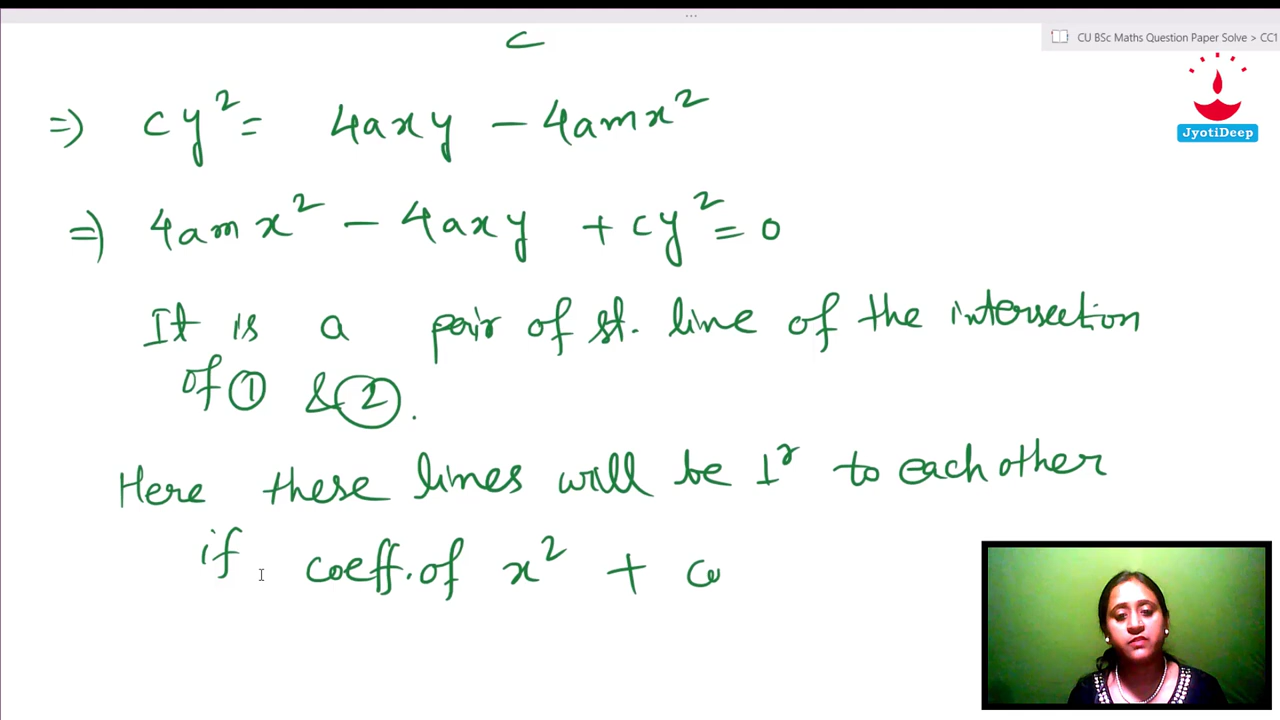 ...
CU BSc Maths Question Paper Solve > CC1
c
JyotiDeep
=) cy² = 4axy - 4amx²
=) 4amx² - 4axy + cy² = 0
It is a pair of st. line of the intersection
of ① & ②.
Here these lines will be ⊥r to each other
if coeff. of x² + co